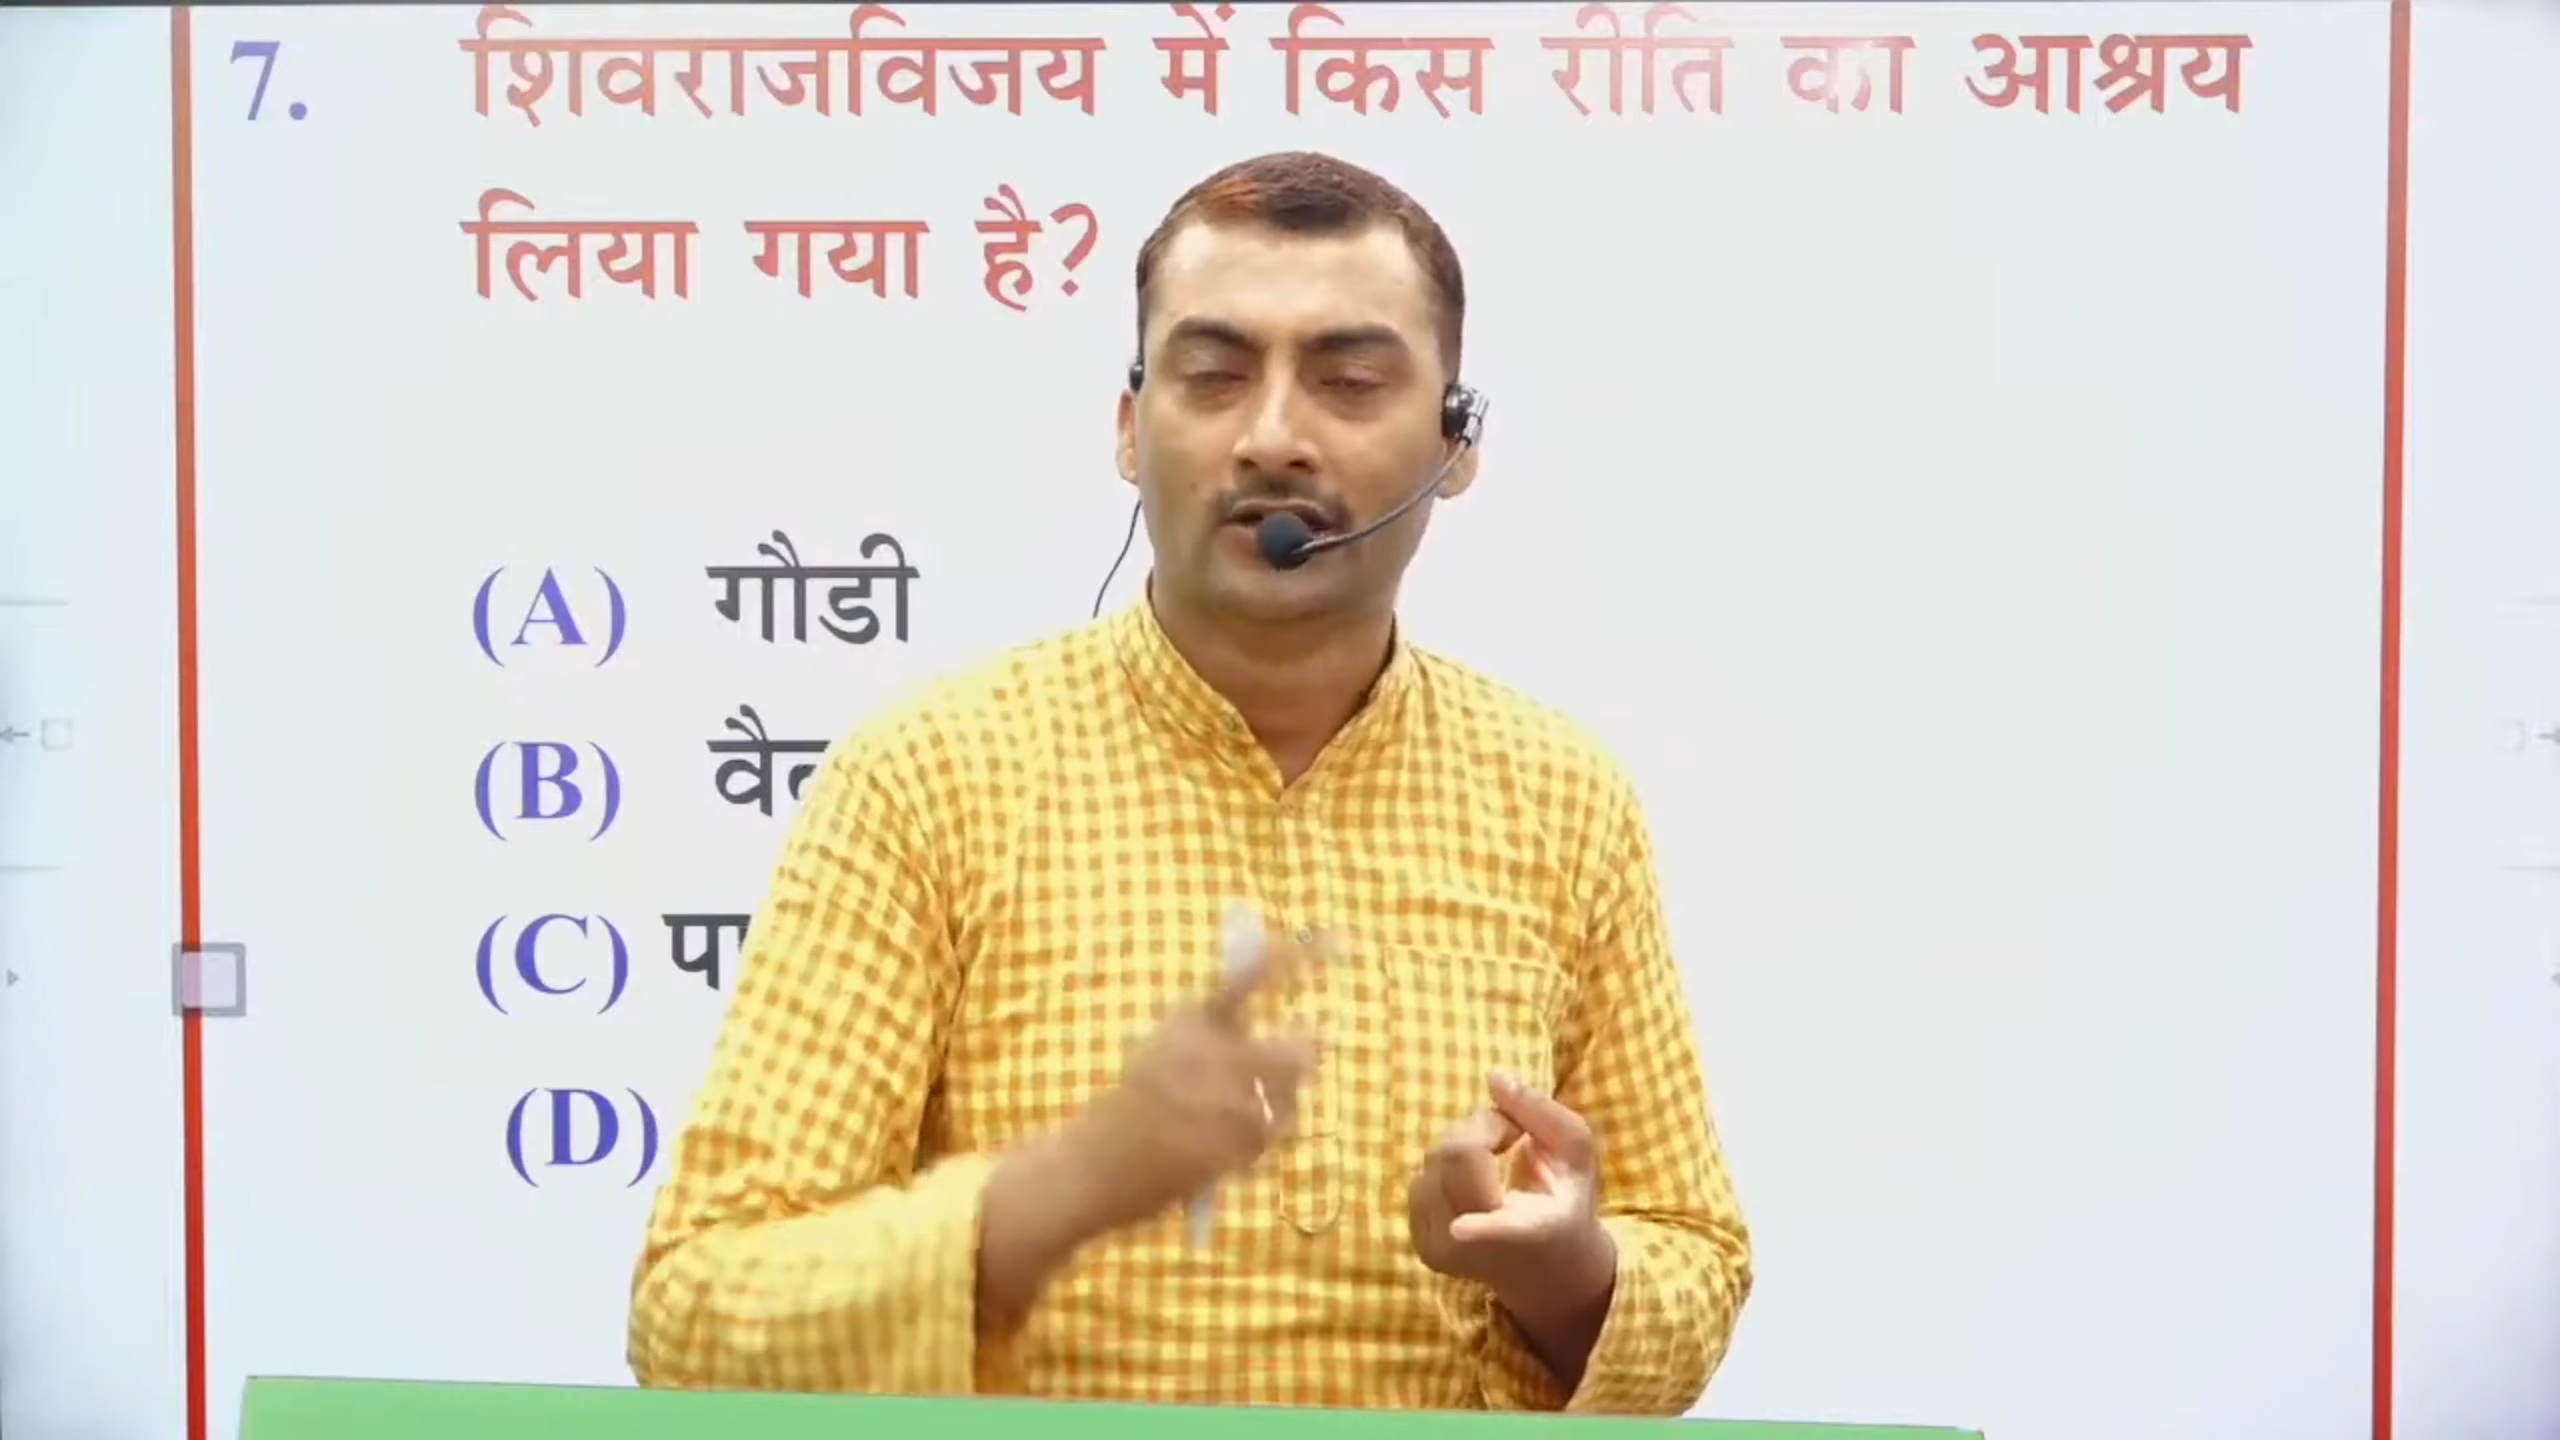 7. शिवराजविजय में किस रीति का आश्रय
लिया गया है?
(A) गौडी
(B)
(C)
(D)